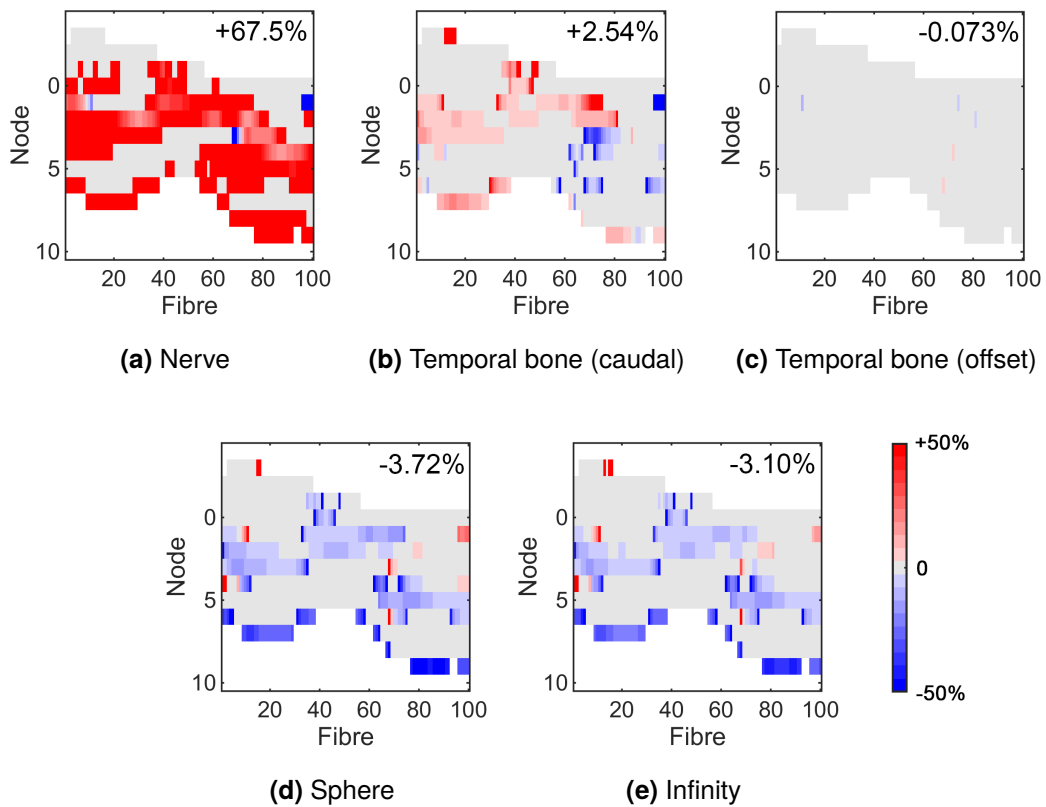 +67.5%
Node
0
5
10
20 40 60 80 100
Fibre
(a) Nerve
+2.54%
Node
0
5
10
20 40 60 80 100
Fibre
(b) Temporal bone (caudal)
-0.073%
Node
0
5
10
20 40 60 80 100
Fibre
(c) Temporal bone (offset)
-3.72%
Node
0
5
10
20 40 60 80 100
Fibre
(d) Sphere
-3.10%
Node
0
5
10
20 40 60 80 100
Fibre
(e) Infinity
+50%
0
-50%